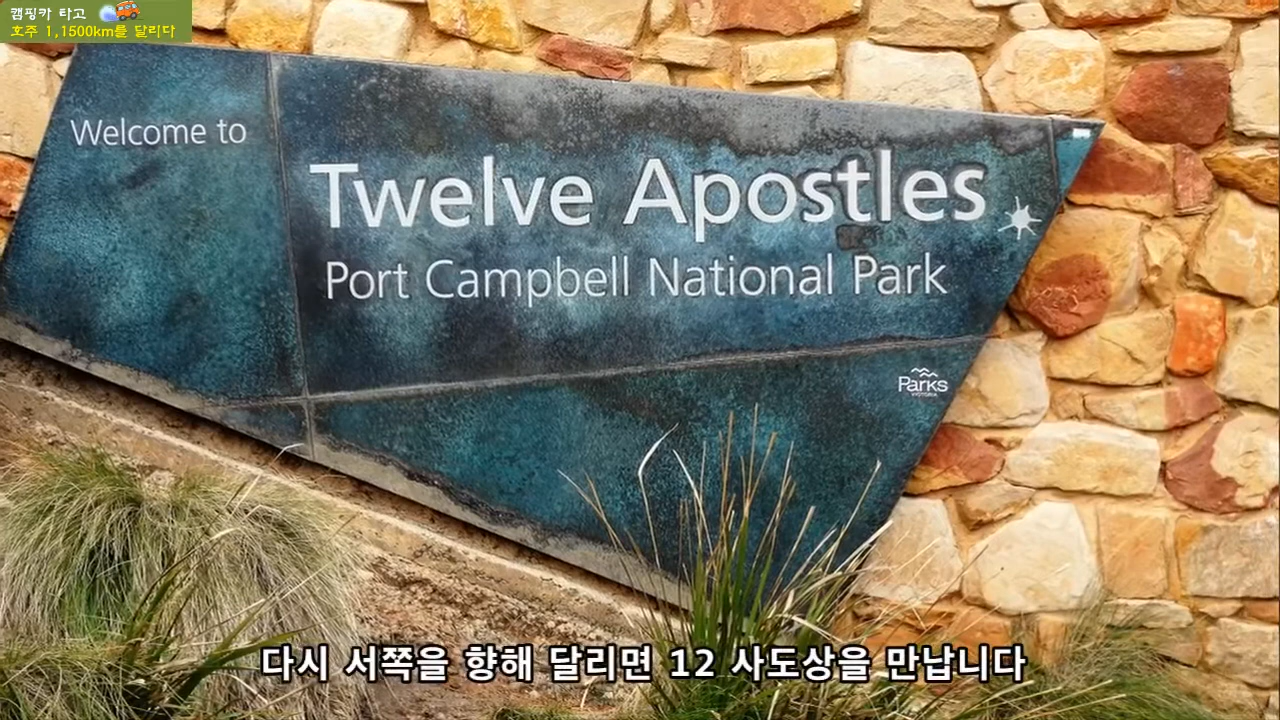 캠핑카 타고
호주 1,1500km를 달리다
Welcome to
Twelve Apostles
Port Campbell National Park
Parks
VICTORIA
다시 서쪽을 향해 달리면 12 사도상을 만납니다